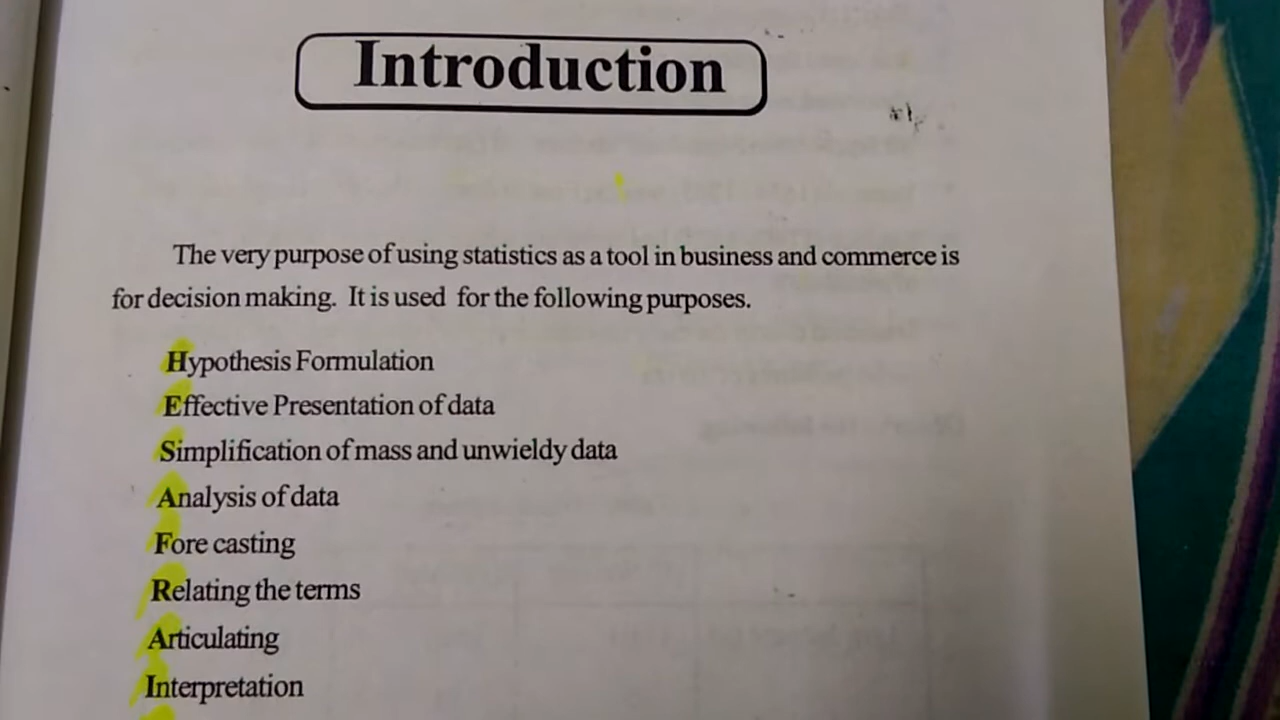 Introduction
The very purpose of using statistics as a tool in business and commerce is
for decision making. It is used for the following purposes.
Hypothesis Formulation
Effective Presentation of data
Simplification of mass and unwieldy data
Analysis of data
Fore casting
Relating the terms
Articulating
Interpretation